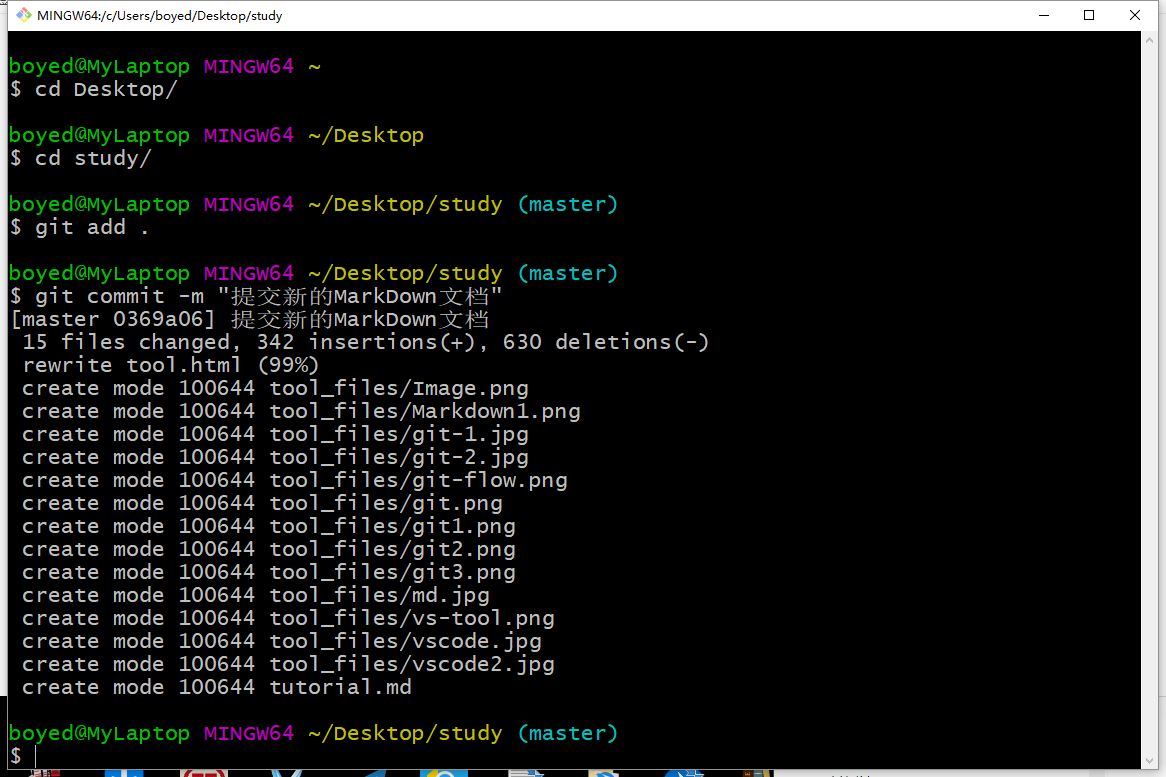 MINGW64:/c/Users/boyed/Desktop/study
boyed@MyLaptop MINGW64 ~
$ cd Desktop/
boyed@MyLaptop MINGW64 ~/Desktop
$ cd study/
boyed@MyLaptop MINGW64 ~/Desktop/study (master)
$ git add .
boyed@MyLaptop MINGW64 ~/Desktop/study (master)
$ git commit -m "提交新的MarkDown文档"
[master 0369a06] 提交新的MarkDown文档
15 files changed, 342 insertions(+), 630 deletions(-)
rewrite tool.html (99%)
create mode 100644 tool_files/Image.png
create mode 100644 tool_files/Markdown1.png
create mode 100644 tool_files/git-1.jpg
create mode 100644 tool_files/git-2.jpg
create mode 100644 tool_files/git-flow.png
create mode 100644 tool_files/git.png
create mode 100644 tool_files/git1.png
create mode 100644 tool_files/git2.png
create mode 100644 tool_files/git3.png
create mode 100644 tool_files/md.jpg
create mode 100644 tool_files/vs-tool.png
create mode 100644 tool_files/vscode.jpg
create mode 100644 tool_files/vscode2.jpg
create mode 100644 tutorial.md
boyed@MyLaptop MINGW64 ~/Desktop/study (master)
$